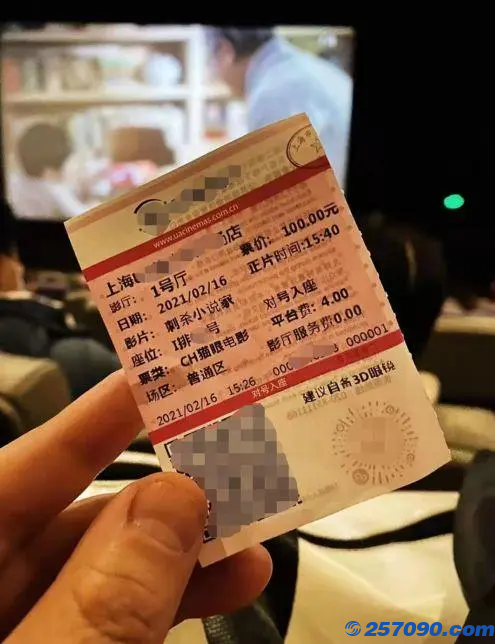 www.uacinemas.com.cn
上海 店
影厅: 1号厅 票价: 100.00元
日期: 2021/02/16 正片时间:15:40
影片: 刺杀小说家
座位: I排 号 对号入座
票类: CH猫眼电影 平台费: 4.00
场区: 普通区 影厅服务费0.00
2021/02/16 15:26 000001
对号入座
建议自备3D眼镜
257090.com